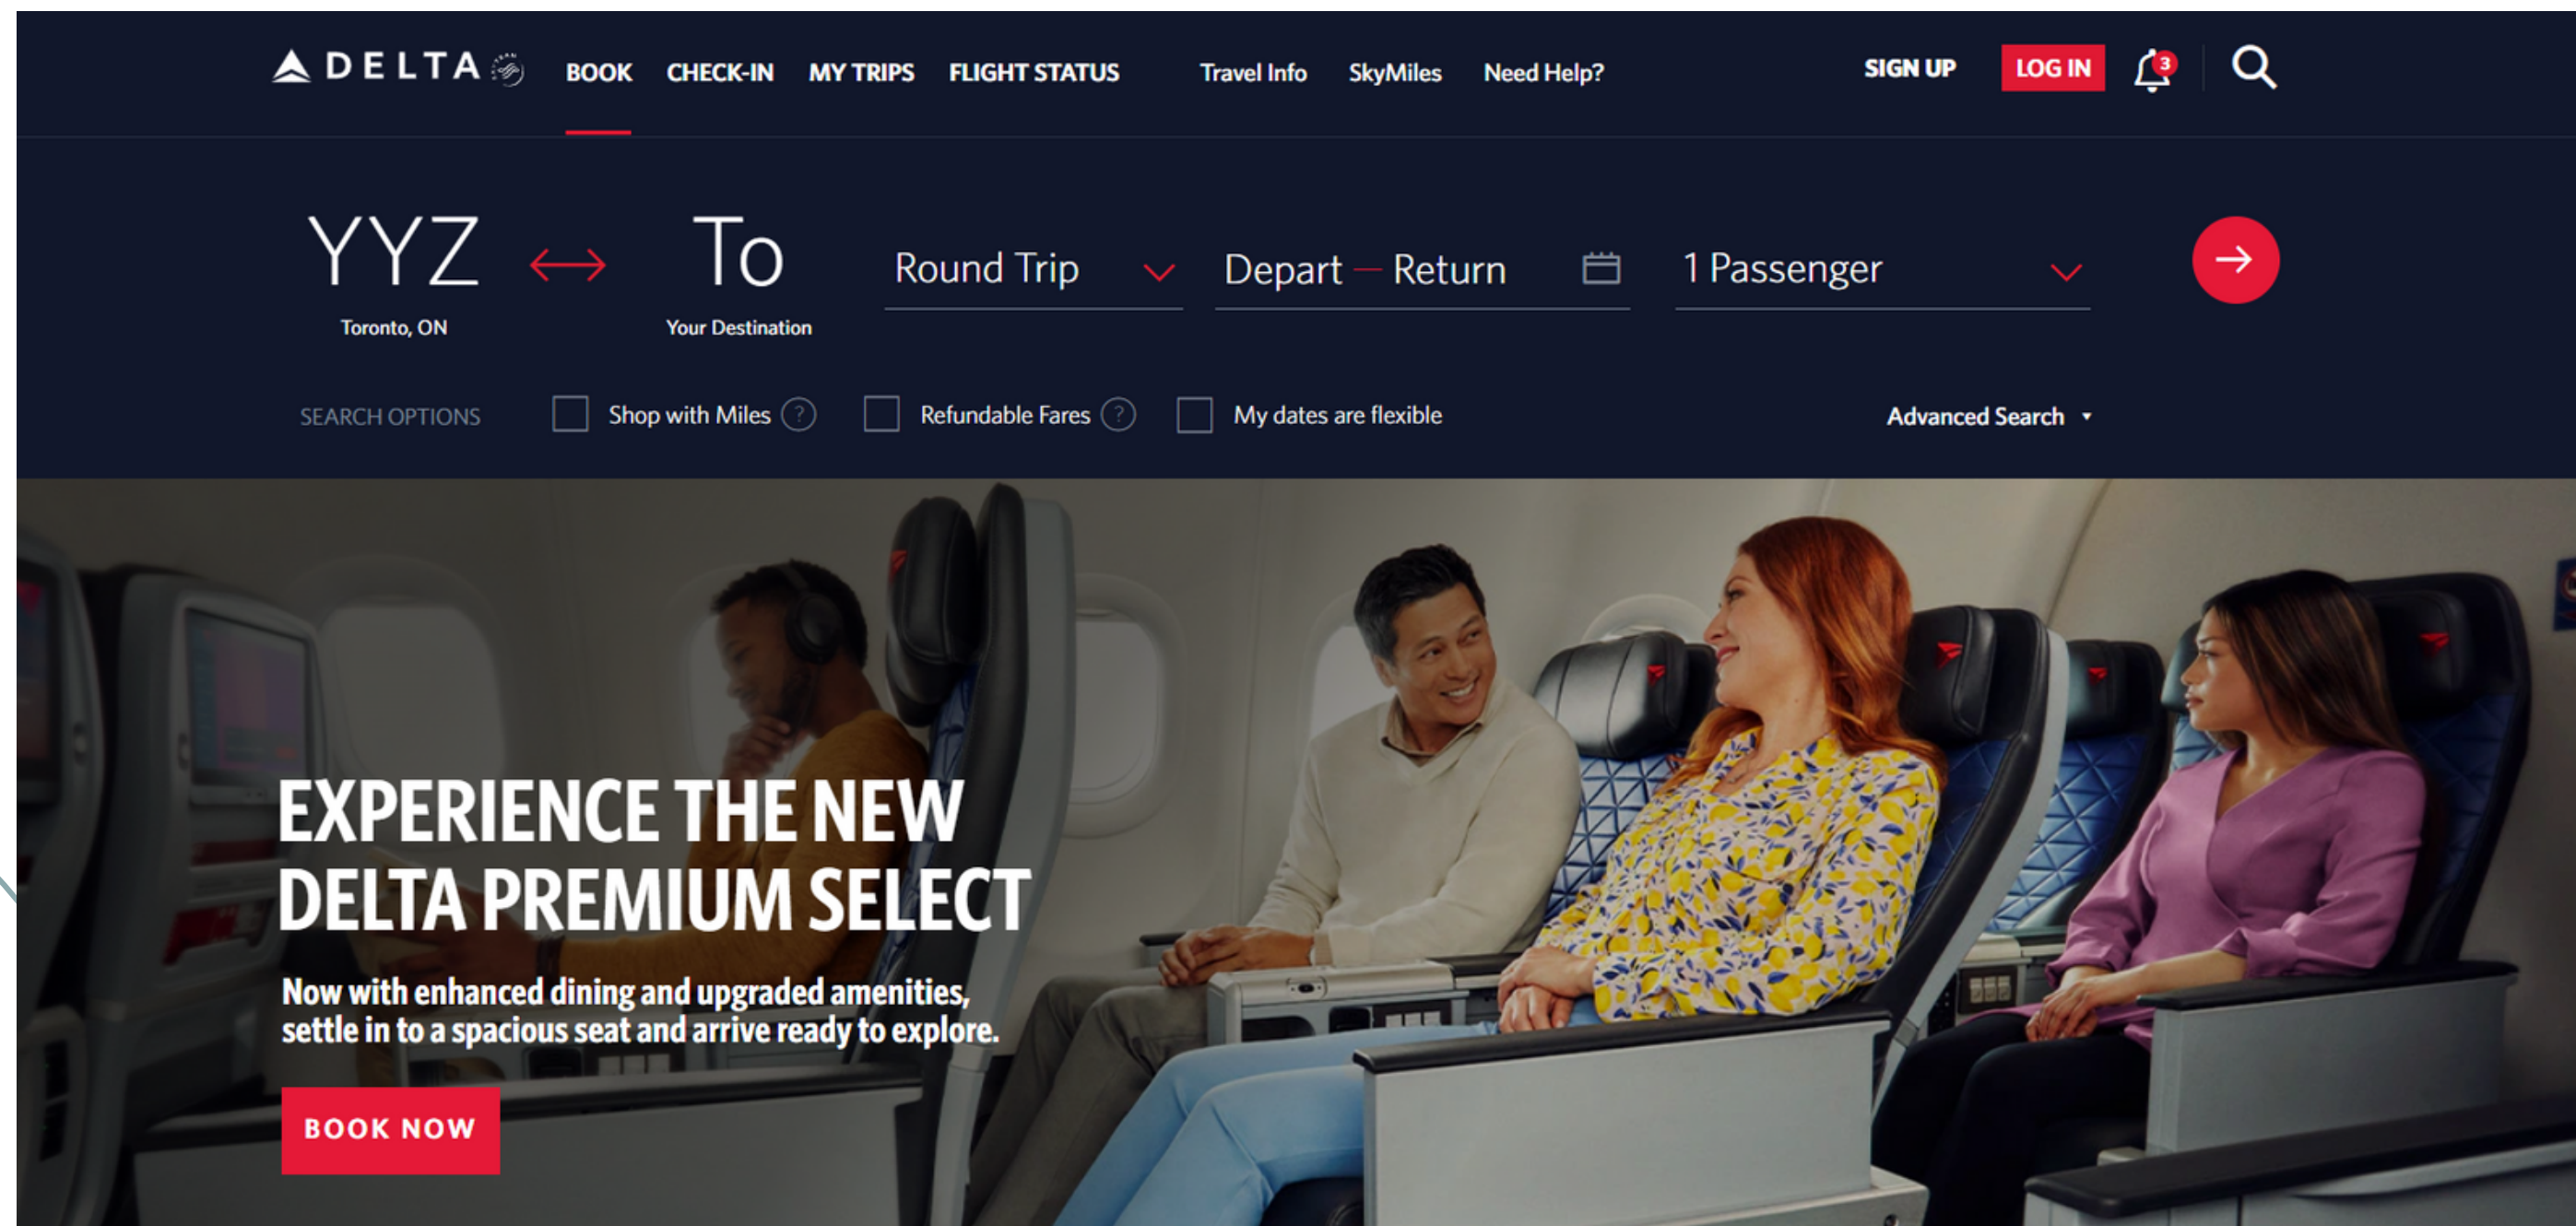 DELTA
BOOK CHECK-IN MY TRIPS FLIGHT STATUS Travel Info SkyMiles Need Help? SIGN UP LOG IN 3
YYZ To Round Trip Depart — Return 1 Passenger
Toronto, ON Your Destination
SEARCH OPTIONS Shop with Miles ? Refundable Fares ? My dates are flexible Advanced Search
EXPERIENCE THE NEW
DELTA PREMIUM SELECT
Now with enhanced dining and upgraded amenities,
settle in to a spacious seat and arrive ready to explore.
BOOK NOW